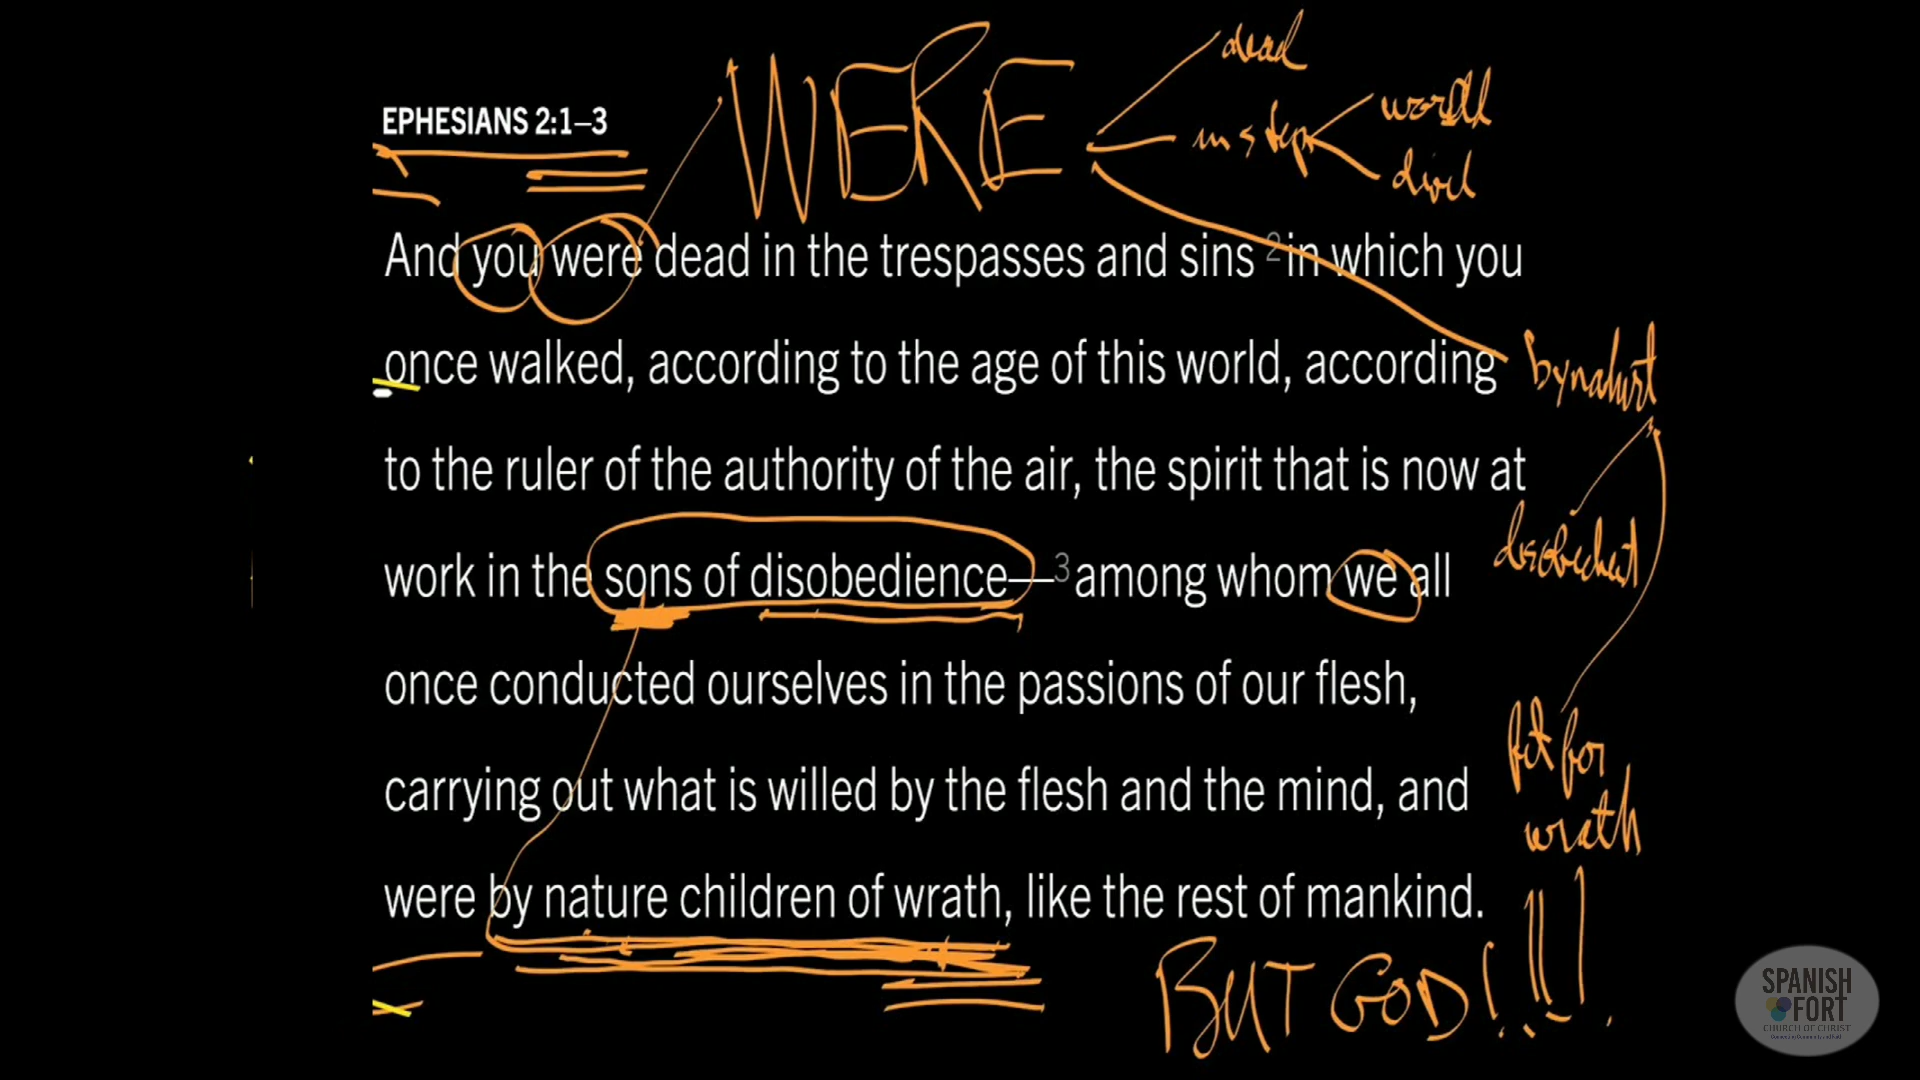 WERE
dead
in step
world
EPHESIANS 2:1–3
And you were dead in the trespasses and sins 2 in which you
once walked, according to the age of this world, according
by nature
to the ruler of the authority of the air, the spirit that is now at
work in the sons of disobedience—3 among whom we all
once conducted ourselves in the passions of our flesh,
fit for
carrying out what is willed by the flesh and the mind, and
wrath
were by nature children of wrath, like the rest of mankind.
!!!
BUT GOD!
SPANISH
FORT
CHURCH OF CHRIST